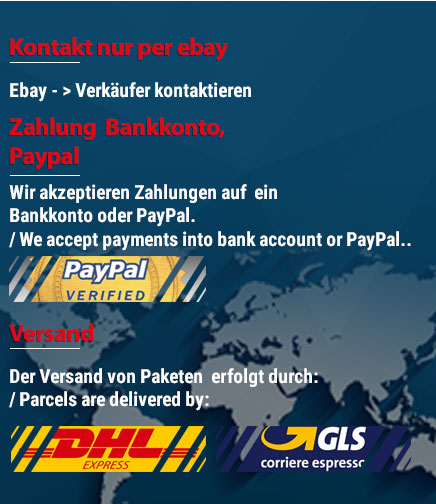 Kontakt nur per ebay
Ebay - > Verkäufer kontaktieren
Zahlung Bankkonto,
Paypal
Wir akzeptieren Zahlungen auf ein
Bankkonto oder PayPal.
/ We accept payments into bank account or PayPal..
PayPal
VERIFIED
Versand
Der Versand von Paketen erfolgt durch:
/ Parcels are delivered by:
DHL
EXPRESS
GLS
corriere espresso